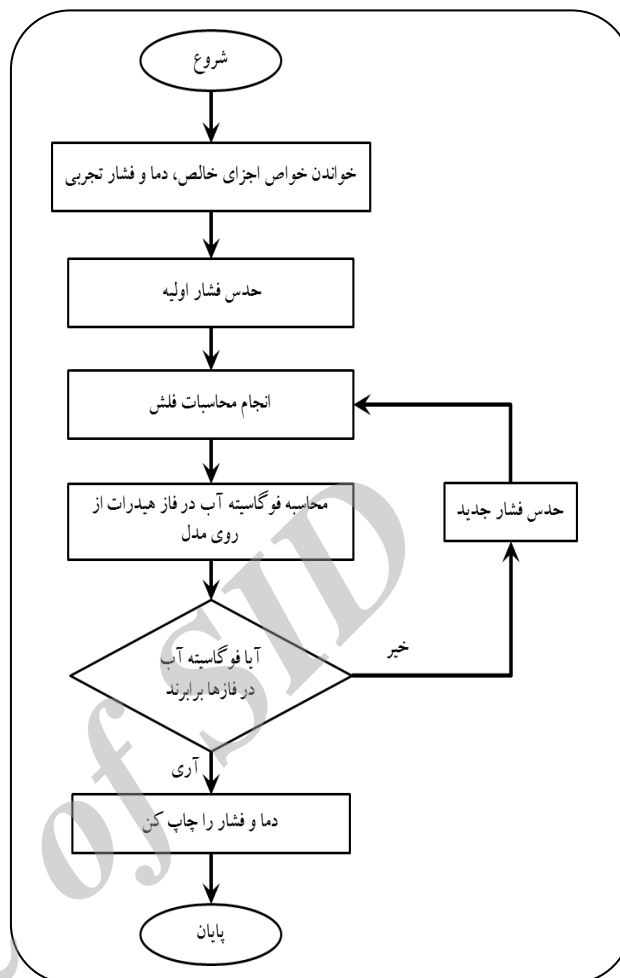 شروع
خواندن خواص اجزای خالص، دما و فشار تجربی
حدس فشار اولیه
انجام محاسبات فلش
محاسبه فوگاسیته آب در فاز هیدرات از
روی مدل
حدس فشار جدید
آیا فوگاسیته آب
در فازها برابرند
خیر
آری
دما و فشار را چاپ کن
پایان
of SID